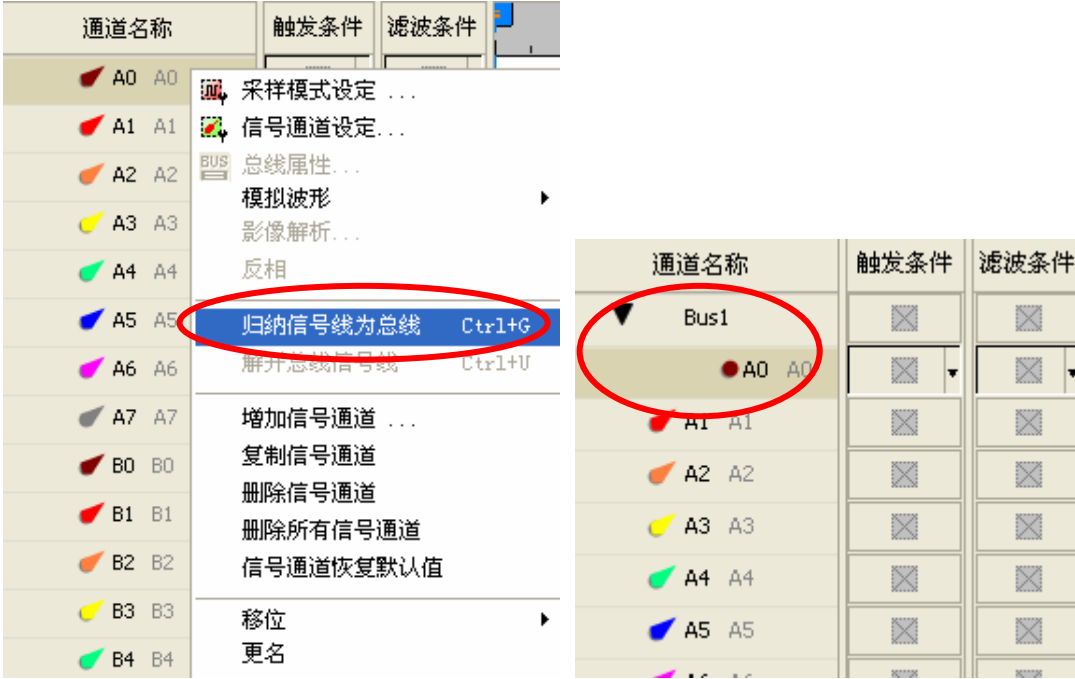 通道名称 触发条件 滤波条件
A0 A0
A1 A1
A2 A2
A3 A3
A4 A4
A5 A5
A6 A6
A7 A7
B0 B0
B1 B1
B2 B2
B3 B3
B4 B4
采样模式设定 ...
信号通道设定...
BUS 总线属性...
模拟波形
影像解析...
反相
归纳信号线为总线 Ctrl+G
解开总线信号线 Ctrl+U
增加信号通道 ...
复制信号通道
删除信号通道
删除所有信号通道
信号通道恢复默认值
移位
更名
通道名称 触发条件 滤波条件
Bus1
A0 A0
A1 A1
A2 A2
A3 A3
A4 A4
A5 A5